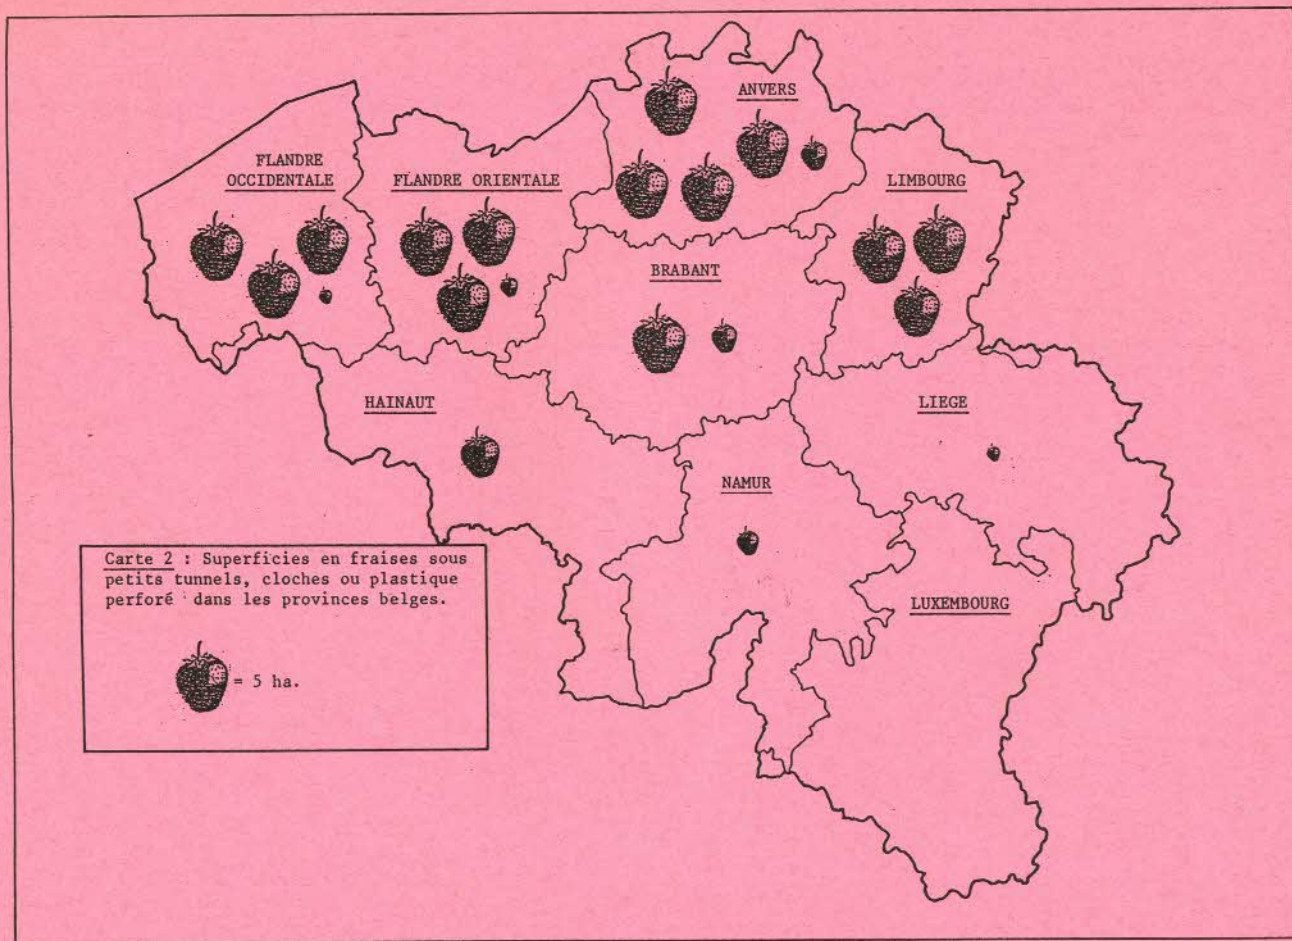 ANVERS
FLANDRE
OCCIDENTALE
FLANDRE ORIENTALE
LIMBOURG
BRABANT
HAINAUT
LIEGE
NAMUR
LUXEMBOURG
Carte 2 : Superficies en fraises sous
petits tunnels, cloches ou plastique
perforé dans les provinces belges.
= 5 ha.